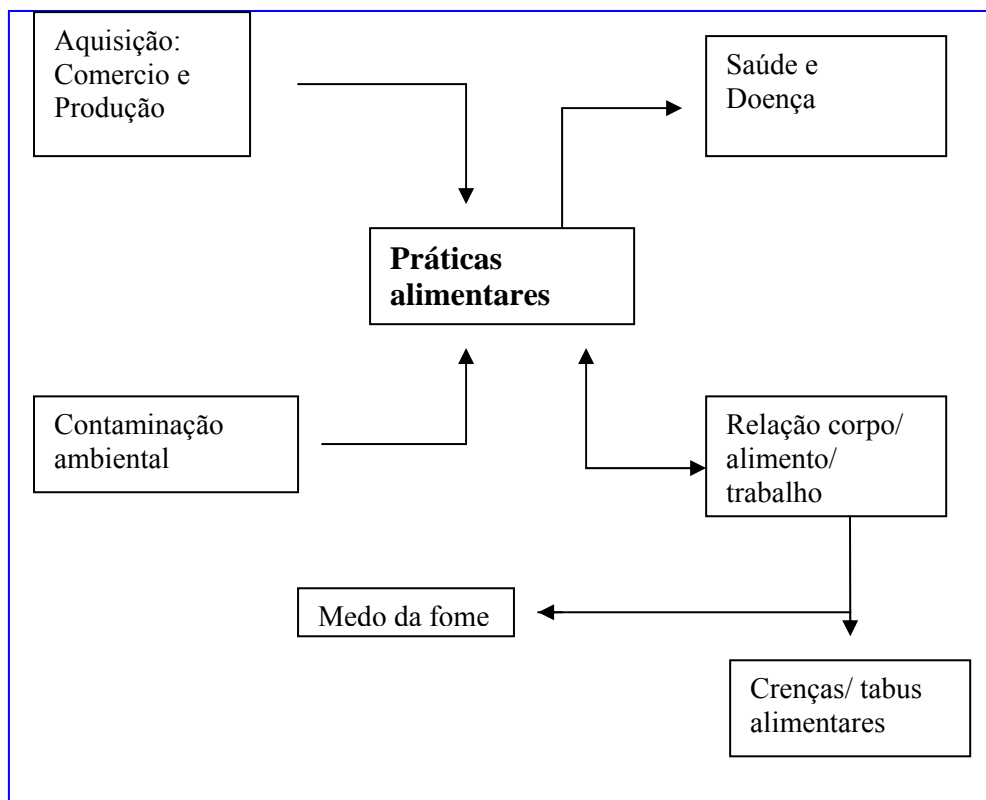 Aquisição:
Comercio e
Produção
Saúde e
Doença
Práticas
alimentares
Contaminação
ambiental
Relação corpo/
alimento/
trabalho
Medo da fome
Crenças/ tabus
alimentares